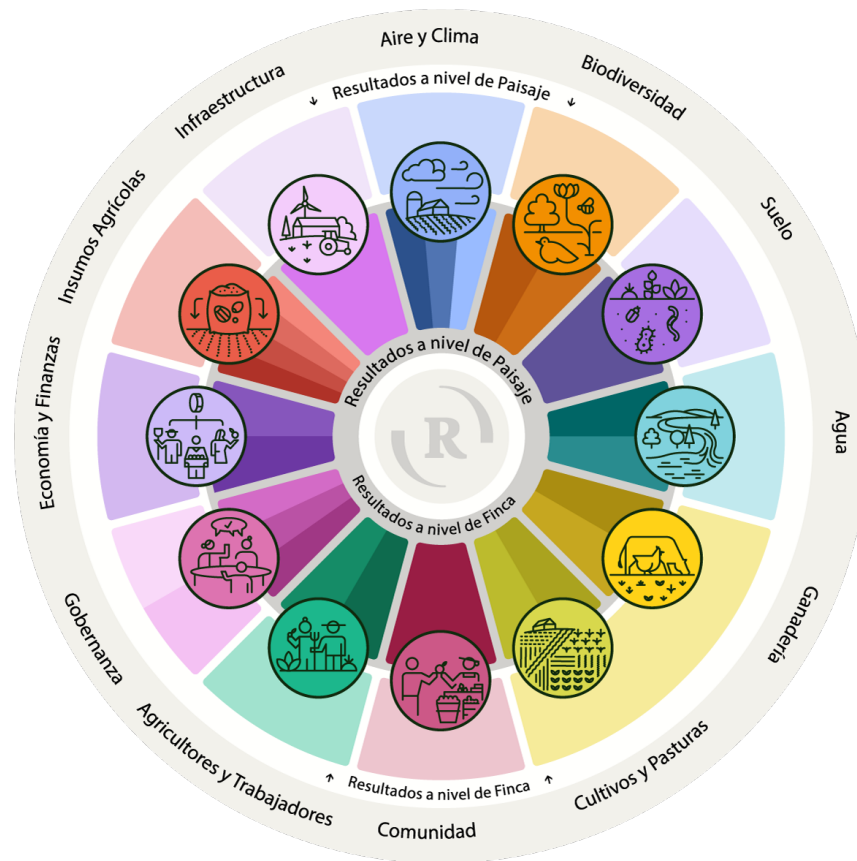 Aire y Clima
Biodiversidad
Suelo
Agua
Ganadería
Cultivos y Pasturas
Comunidad
Agricultores y Trabajadores
Gobernanza
Economía y Finanzas
Insumos Agrícolas
Infraestructura
Resultados a nivel de Paisaje
Resultados a nivel de Paisaje
R
Resultados a nivel de Finca
Resultados a nivel de Finca